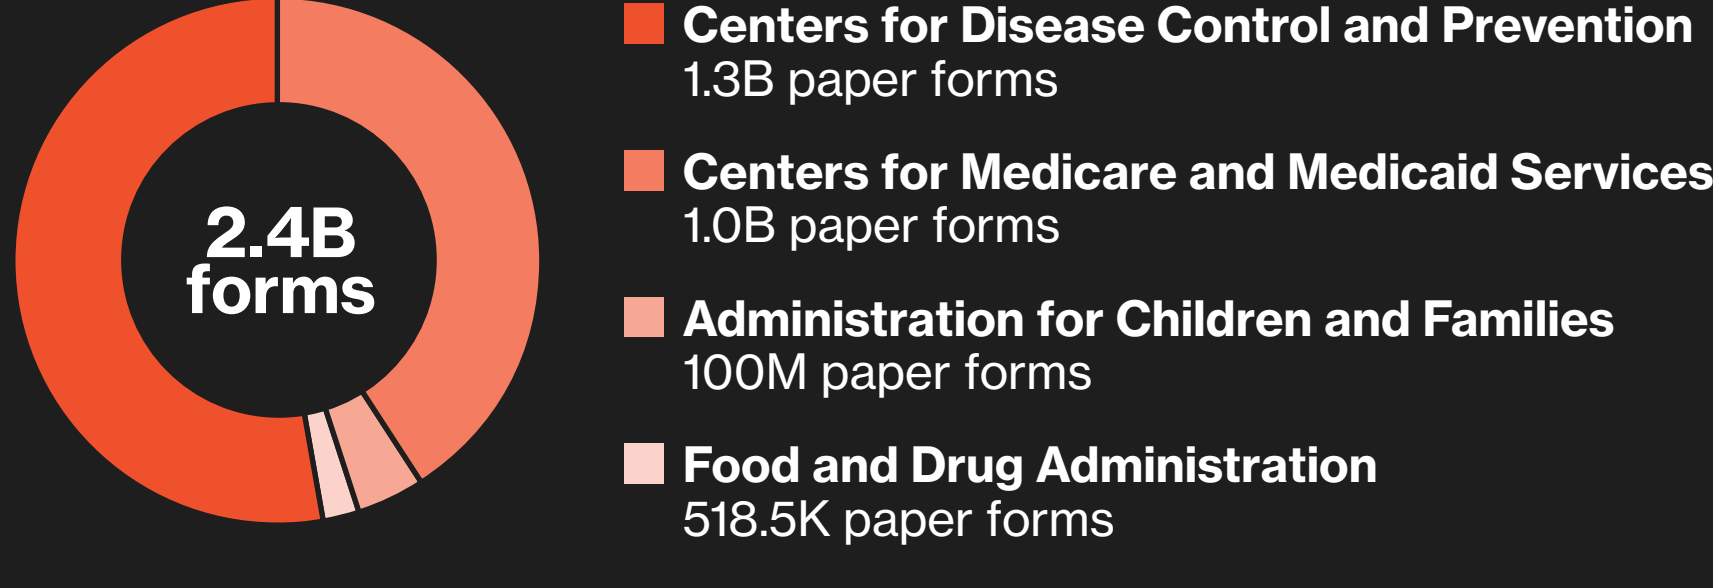 2.4B
forms
Centers for Disease Control and Prevention
1.3B paper forms
Centers for Medicare and Medicaid Services
1.0B paper forms
Administration for Children and Families
100M paper forms
Food and Drug Administration
518.5K paper forms